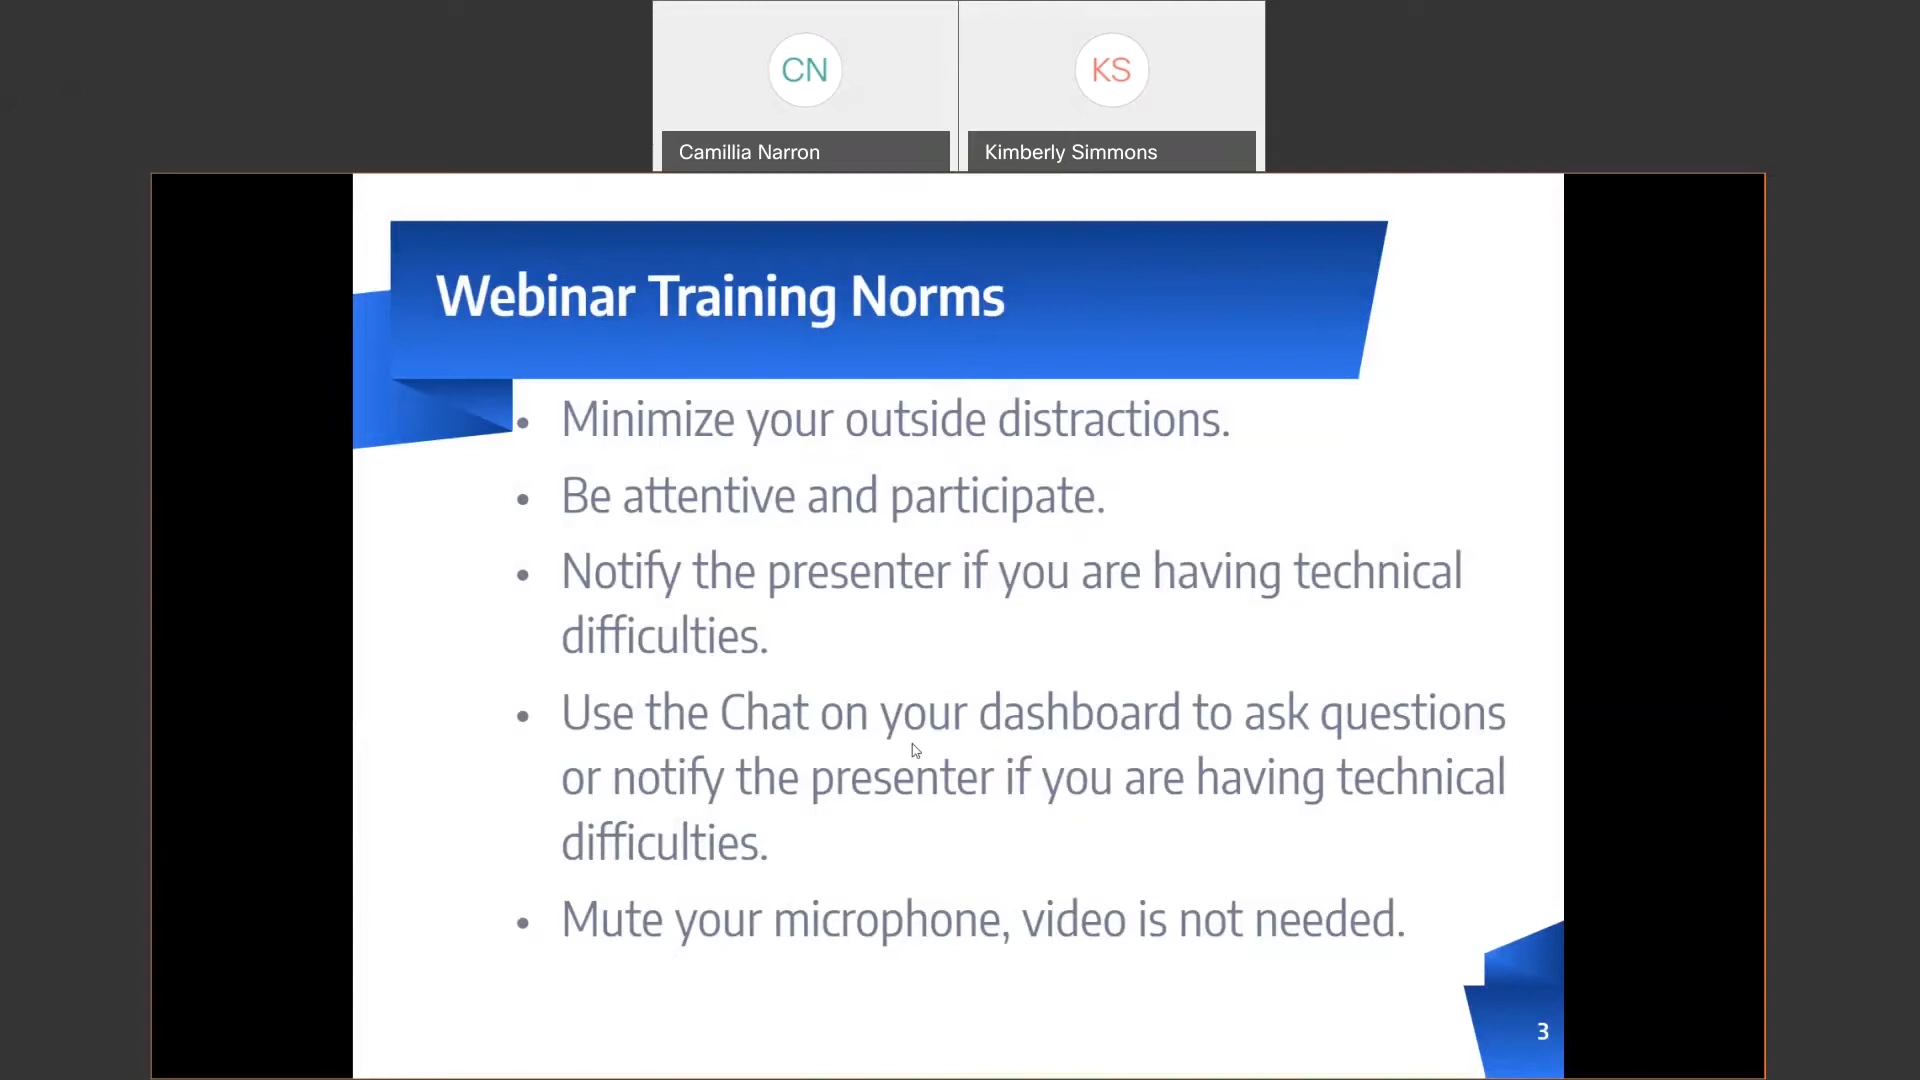 CN
KS
Camillia Narron
Kimberly Simmons
Webinar Training Norms
• Minimize your outside distractions.
• Be attentive and participate.
• Notify the presenter if you are having technical
difficulties.
• Use the Chat on your dashboard to ask questions
or notify the presenter if you are having technical
difficulties.
• Mute your microphone, video is not needed.
3